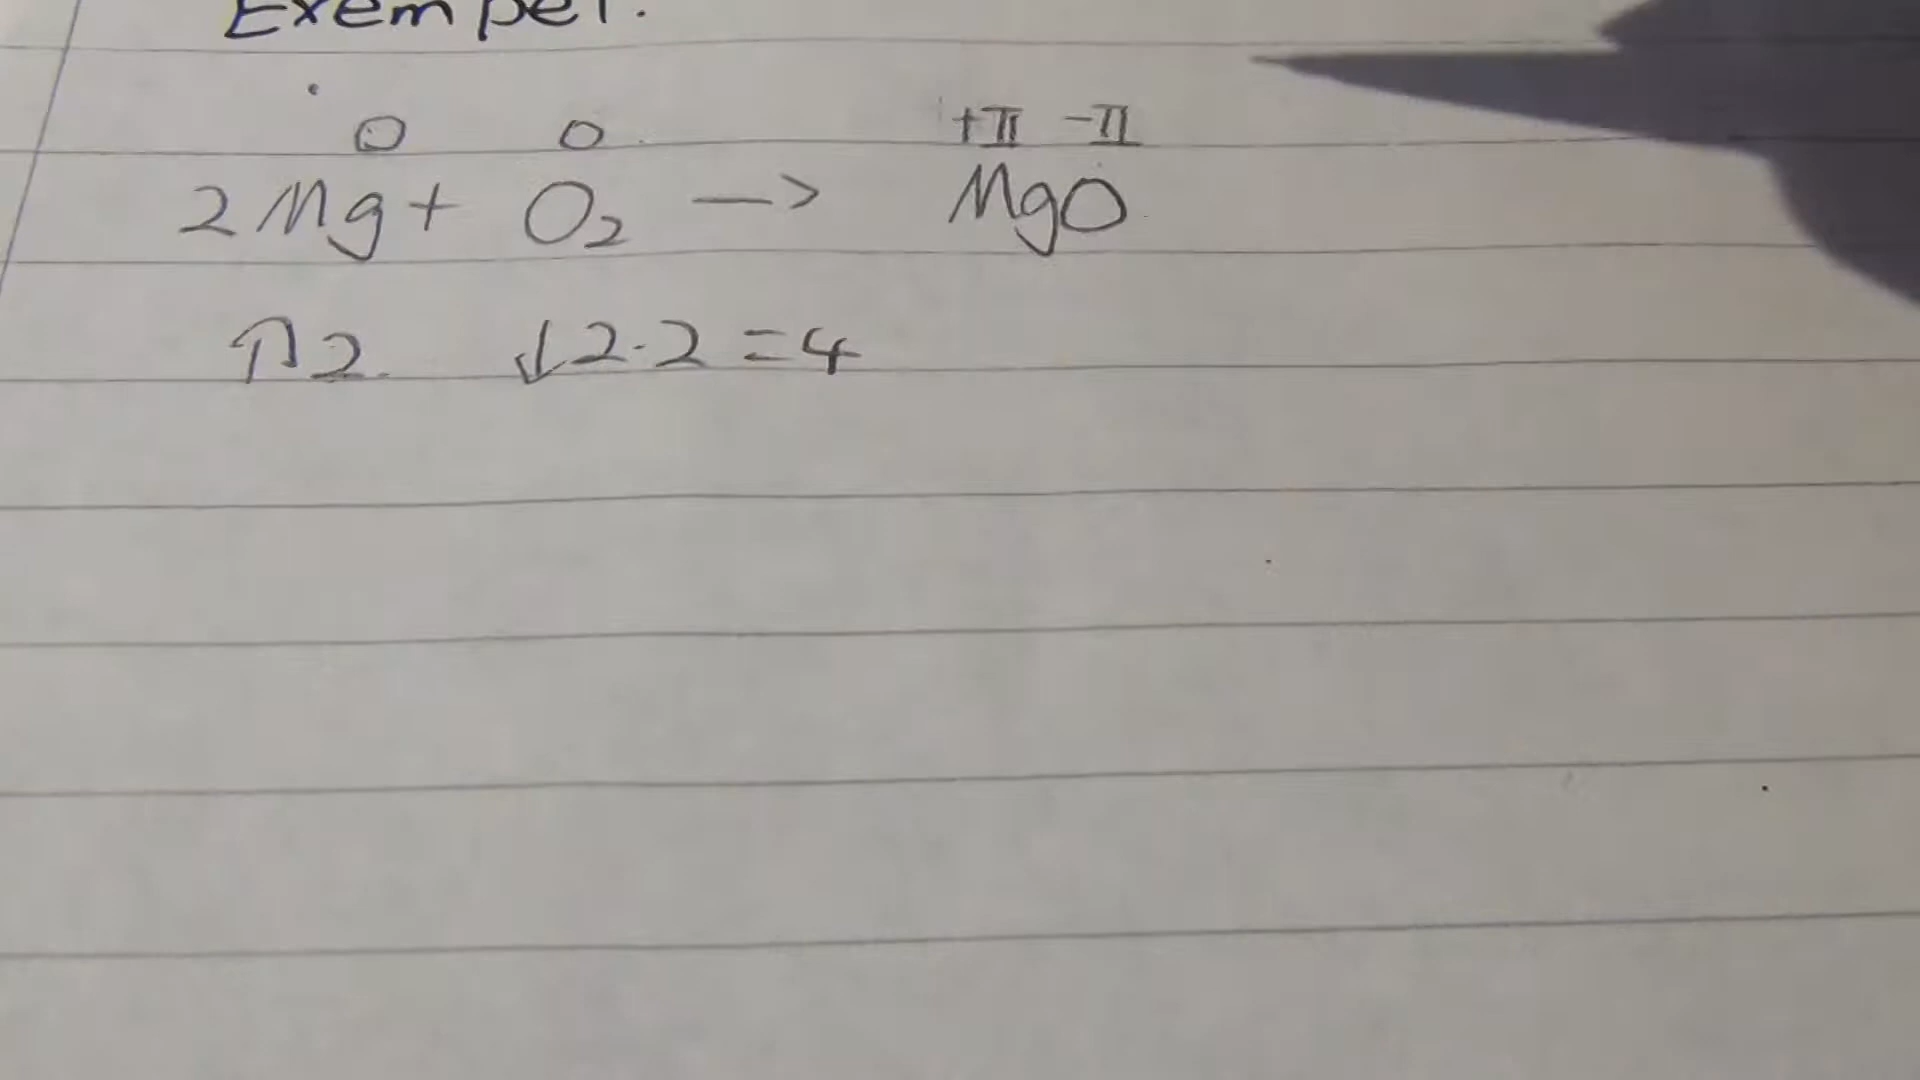 Exempel:
0 0 +II -II
2Mg + O₂ -> MgO
↑2 ↓2·2=4